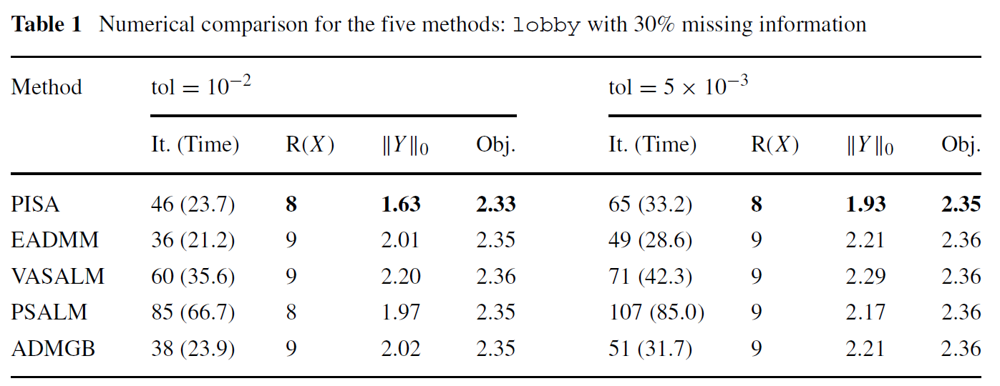 Table 1 Numerical comparison for the five methods: lobby with 30% missing information
Method tol = 10⁻² tol = 5 × 10⁻³
It. (Time) R(X) ‖Y‖₀ Obj. It. (Time) R(X) ‖Y‖₀ Obj.
PISA 46 (23.7) 8 1.63 2.33 65 (33.2) 8 1.93 2.35
EADMM 36 (21.2) 9 2.01 2.35 49 (28.6) 9 2.21 2.36
VASALM 60 (35.6) 9 2.20 2.36 71 (42.3) 9 2.29 2.36
PSALM 85 (66.7) 8 1.97 2.35 107 (85.0) 9 2.17 2.36
ADMGB 38 (23.9) 9 2.02 2.35 51 (31.7) 9 2.21 2.36